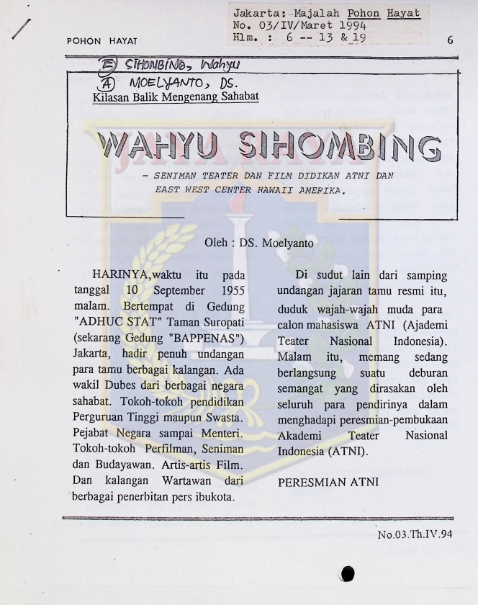 Jakarta: Majalah Pohon Hayat
No. 03/IV/Maret 1994
Hlm. : 6 -- 13 & 19
POHON HAYAT
6
B SIHOMBING, Wahyu
A MOELYANTO, DS.
Kilasan Balik Mengenang Sahabat
WAHYU SIHOMBING
- SENIMAN TEATER DAN FILM DIDIKAN ATNI DAN
EAST WEST CENTER HAWAII AMEPIKA.
Oleh : DS. Moelyanto
HARINYA,waktu itu pada
tanggal 10 September 1955
malam. Bertempat di Gedung
"ADHUC STAT" Taman Suropati
(sekarang Gedung "BAPPENAS")
Jakarta, hadir penuh undangan
para tamu berbagai kalangan. Ada
wakil Dubes dari berbagai negara
sahabat. Tokoh-tokoh pendidikan
Perguruan Tinggi maupun Swasta.
Pejabat Negara sampai Menteri.
Tokoh-tokoh Perfilman, Seniman
dan Budayawan. Artis-artis Film.
Dan kalangan Wartawan dari
berbagai penerbitan pers ibukota.
Di sudut lain dari samping
undangan jajaran tamu resmi itu,
duduk wajah-wajah muda para
calon mahasiswa ATNI (Ajademi
Teater Nasional Indonesia).
Malam itu, memang sedang
berlangsung suatu deburan
semangat yang dirasakan oleh
seluruh para pendirinya dalam
menghadapi peresmian-pembukaan
Akademi Teater Nasional
Indonesia (ATNI).
PERESMIAN ATNI
No.03.Th.IV.94